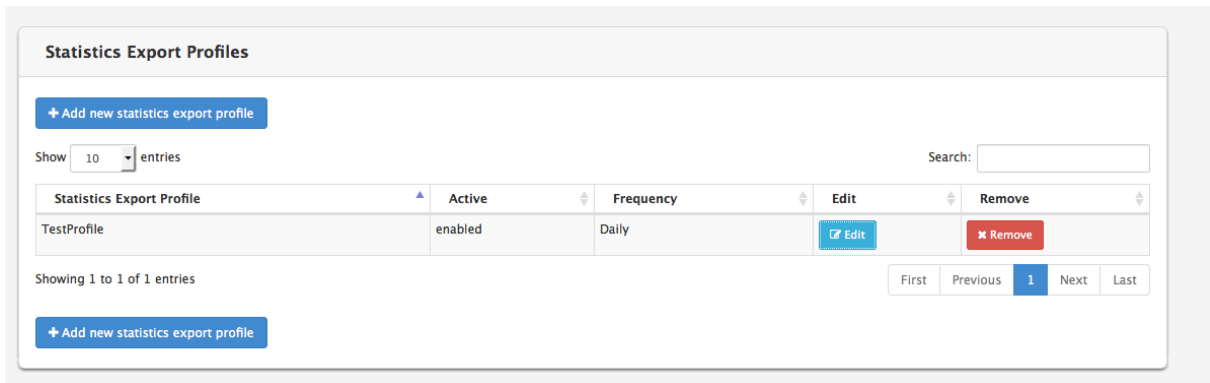 Statistics Export Profiles
Add new statistics export profile
Show 10 entries Search:
Statistics Export Profile Active Frequency Edit Remove
TestProfile enabled Daily Edit Remove
Showing 1 to 1 of 1 entries First Previous 1 Next Last
Add new statistics export profile